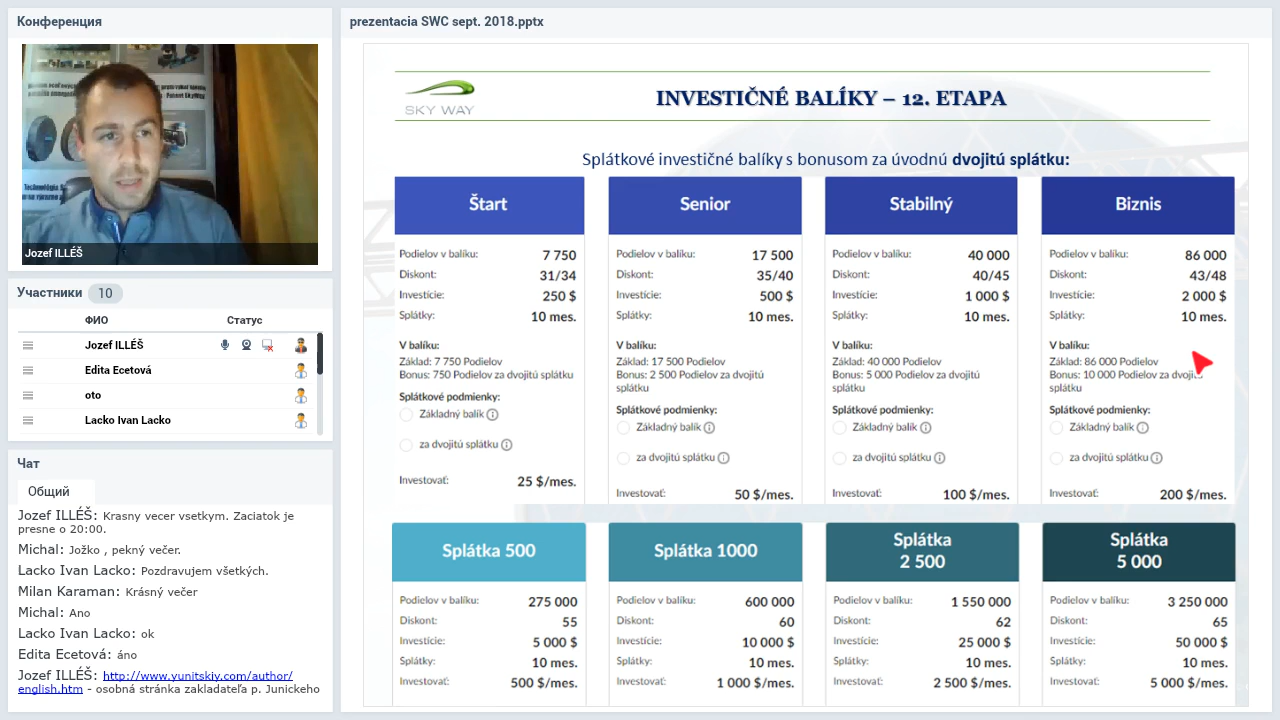 Конференция
Jozef ILLÉŠ
Участники 10
ФИО Статус
Jozef ILLÉŠ
Edita Ecetová
oto
Lacko Ivan Lacko
Чат
Общий
Jozef ILLÉŠ: Krasny vecer vsetkym. Zaciatok je
presne o 20:00.
Michal: Jožko , pekný večer.
Lacko Ivan Lacko: Pozdravujem všetkých.
Milan Karaman: Krásný večer
Michal: Ano
Lacko Ivan Lacko: ok
Edita Ecetová: áno
Jozef ILLÉŠ: http://www.yunitskiy.com/author/
english.htm - osobná stránka zakladateľa p. Junickeho
prezentacia SWC sept. 2018.pptx
SKY WAY
INVESTIČNÉ BALÍKY – 12. ETAPA
Splátkové investičné balíky s bonusom za úvodnú dvojitú splátku:
Štart
Podielov v balíku: 7 750
Diskont: 31/34
Investície: 250 $
Splátky: 10 mes.
V balíku:
Základ: 7 750 Podielov
Bonus: 750 Podielov za dvojitú splátku
Splátkové podmienky:
Základný balík
za dvojitú splátku
Investovať: 25 $/mes.
Senior
Podielov v balíku: 17 500
Diskont: 35/40
Investície: 500 $
Splátky: 10 mes.
V balíku:
Základ: 17 500 Podielov
Bonus: 2 500 Podielov za dvojitú
splátku
Splátkové podmienky:
Základný balík
za dvojitú splátku
Investovať: 50 $/mes.
Stabilný
Podielov v balíku: 40 000
Diskont: 40/45
Investície: 1 000 $
Splátky: 10 mes.
V balíku:
Základ: 40 000 Podielov
Bonus: 5 000 Podielov za dvojitú
splátku
Splátkové podmienky:
Základný balík
za dvojitú splátku
Investovať: 100 $/mes.
Biznis
Podielov v balíku: 86 000
Diskont: 43/48
Investície: 2 000 $
Splátky: 10 mes.
V balíku:
Základ: 86 000 Podielov
Bonus: 10 000 Podielov za dvojitú
splátku
Splátkové podmienky:
Základný balík
za dvojitú splátku
Investovať: 200 $/mes.
Splátka 500
Podielov v balíku: 275 000
Diskont: 55
Investície: 5 000 $
Splátky: 10 mes.
Investovať: 500 $/mes.
Splátka 1000
Podielov v balíku: 600 000
Diskont: 60
Investície: 10 000 $
Splátky: 10 mes.
Investovať: 1 000 $/mes.
Splátka
2 500
Podielov v balíku: 1 550 000
Diskont: 62
Investície: 25 000 $
Splátky: 10 mes.
Investovať: 2 500 $/mes.
Splátka
5 000
Podielov v balíku: 3 250 000
Diskont: 65
Investície: 50 000 $
Splátky: 10 mes.
Investovať: 5 000 $/mes.